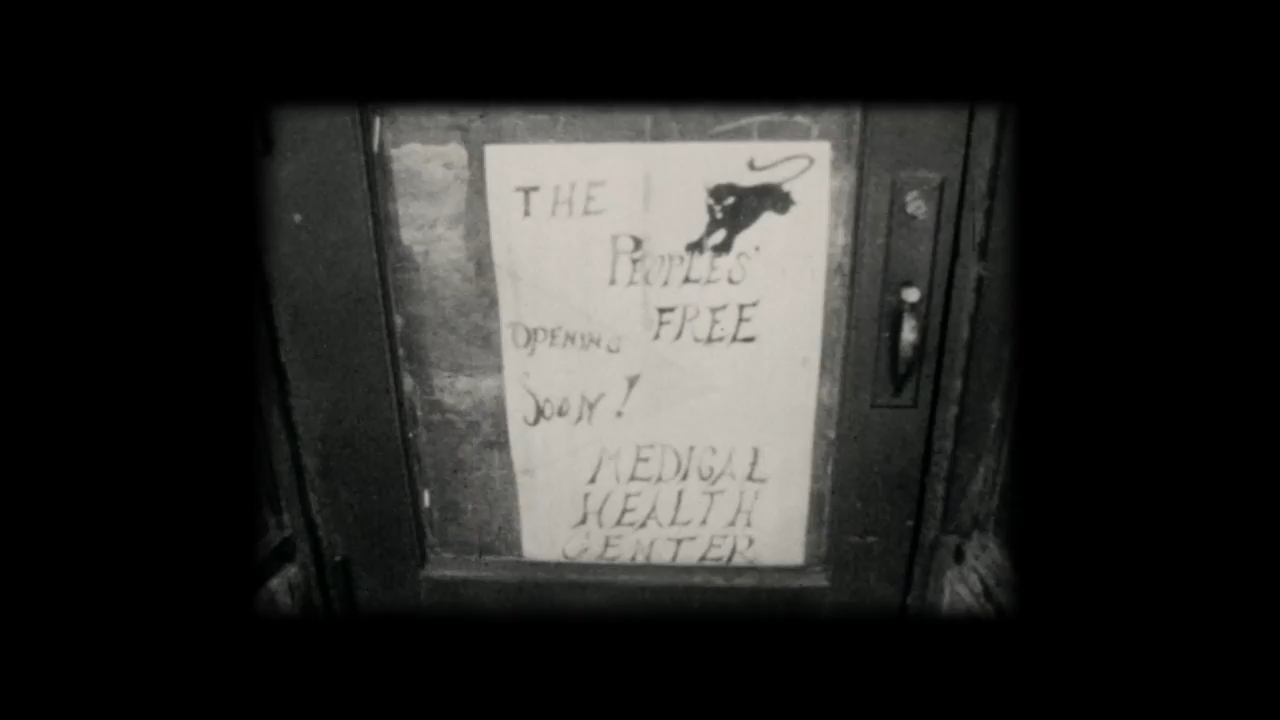 THE
PEOPLES'
FREE
OPENING
SOON!
MEDICAL
HEALTH
CENTER